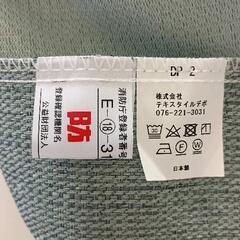 消防庁登録者番号
E-⑱-31
防
登録確認機関名
公益財団法人
DP 2
株式会社
テキスタイルデポ
076-221-3031
日本製